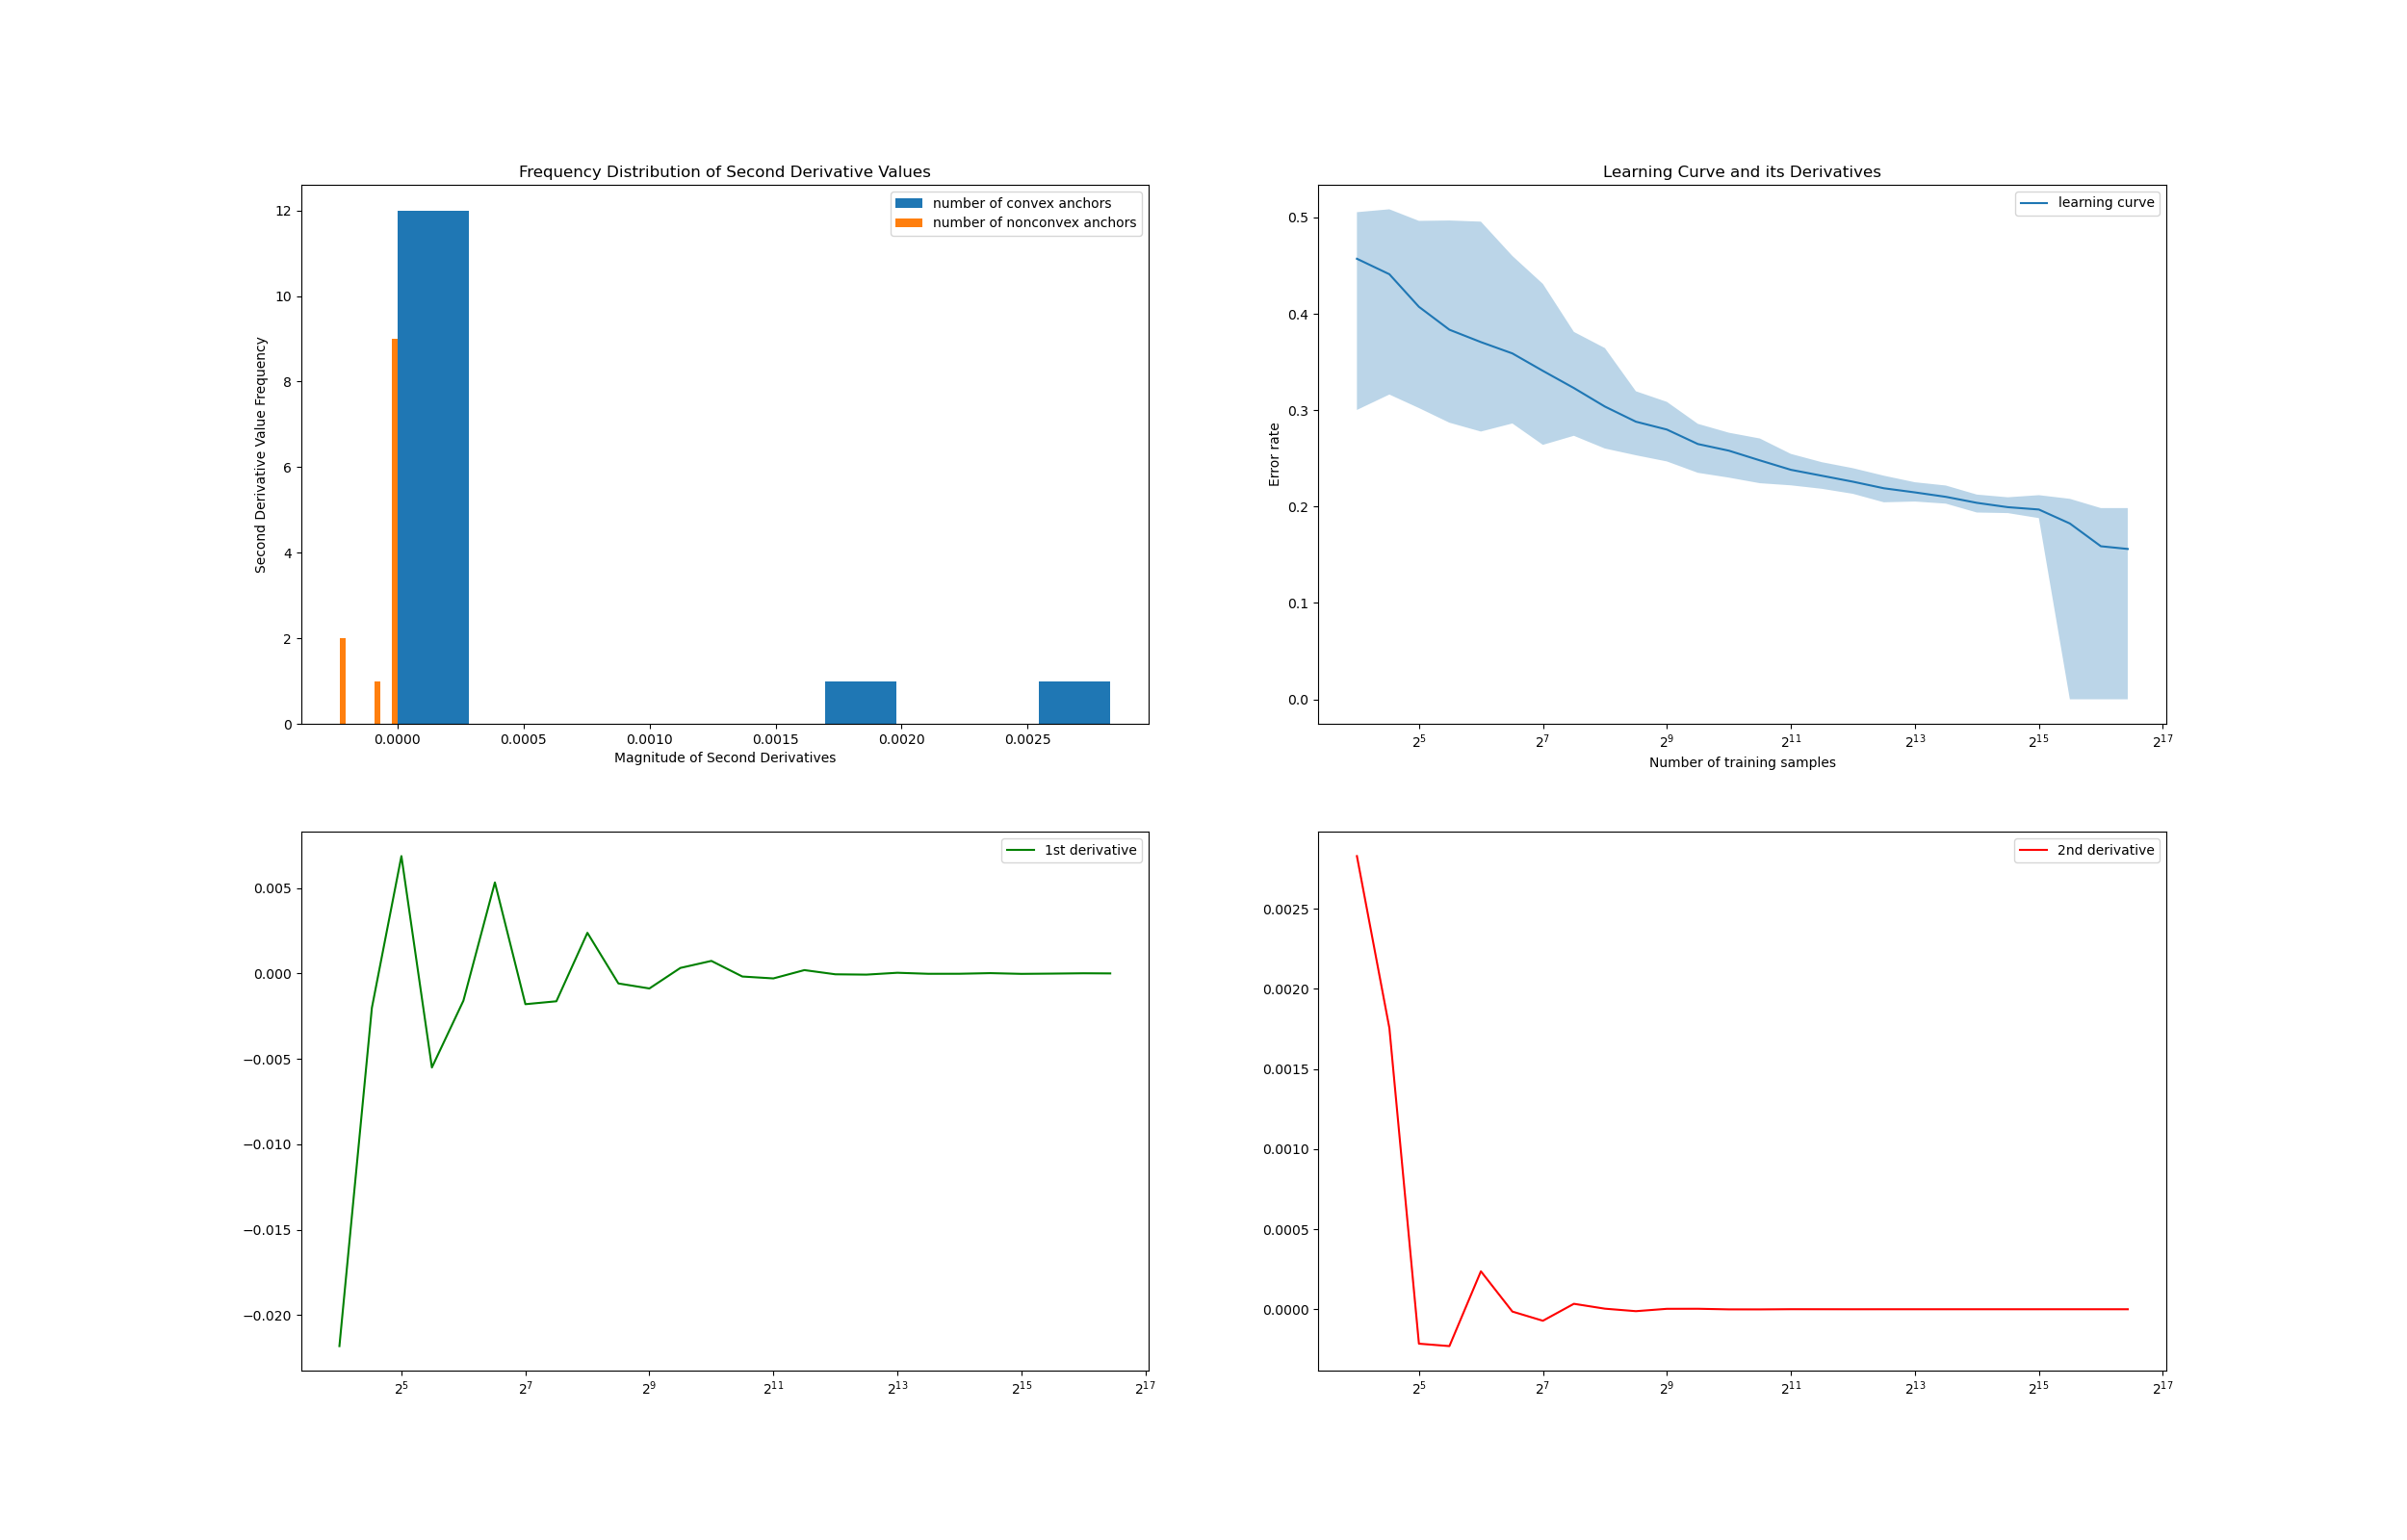 Frequency Distribution of Second Derivative Values
number of convex anchors
number of nonconvex anchors
12
10
8
6
4
2
0
Second Derivative Value Frequency
0.0000 0.0005 0.0010 0.0015 0.0020 0.0025
Magnitude of Second Derivatives
Learning Curve and its Derivatives
learning curve
0.5
0.4
0.3
0.2
0.1
0.0
Error rate
2^5 2^7 2^9 2^11 2^13 2^15 2^17
Number of training samples
1st derivative
0.005
0.000
−0.005
−0.010
−0.015
−0.020
2^5 2^7 2^9 2^11 2^13 2^15 2^17
2nd derivative
0.0025
0.0020
0.0015
0.0010
0.0005
0.0000
2^5 2^7 2^9 2^11 2^13 2^15 2^17